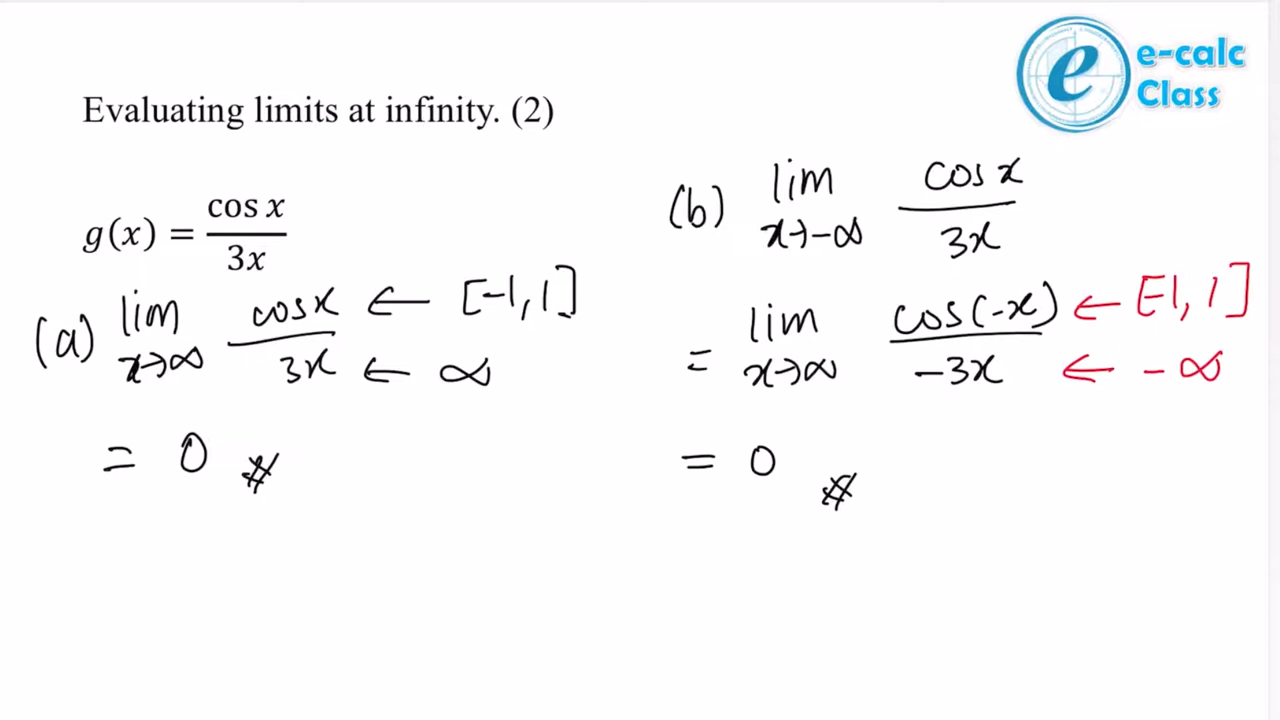 e-calc
Class
Evaluating limits at infinity. (2)
g(x) = cos x / 3x
(a) lim x→∞ cos x / 3x ← [-1, 1] ← ∞
= 0 #
(b) lim x→-∞ cos x / 3x
= lim x→∞ cos(-x) / -3x ← [-1, 1] ← -∞
= 0 #